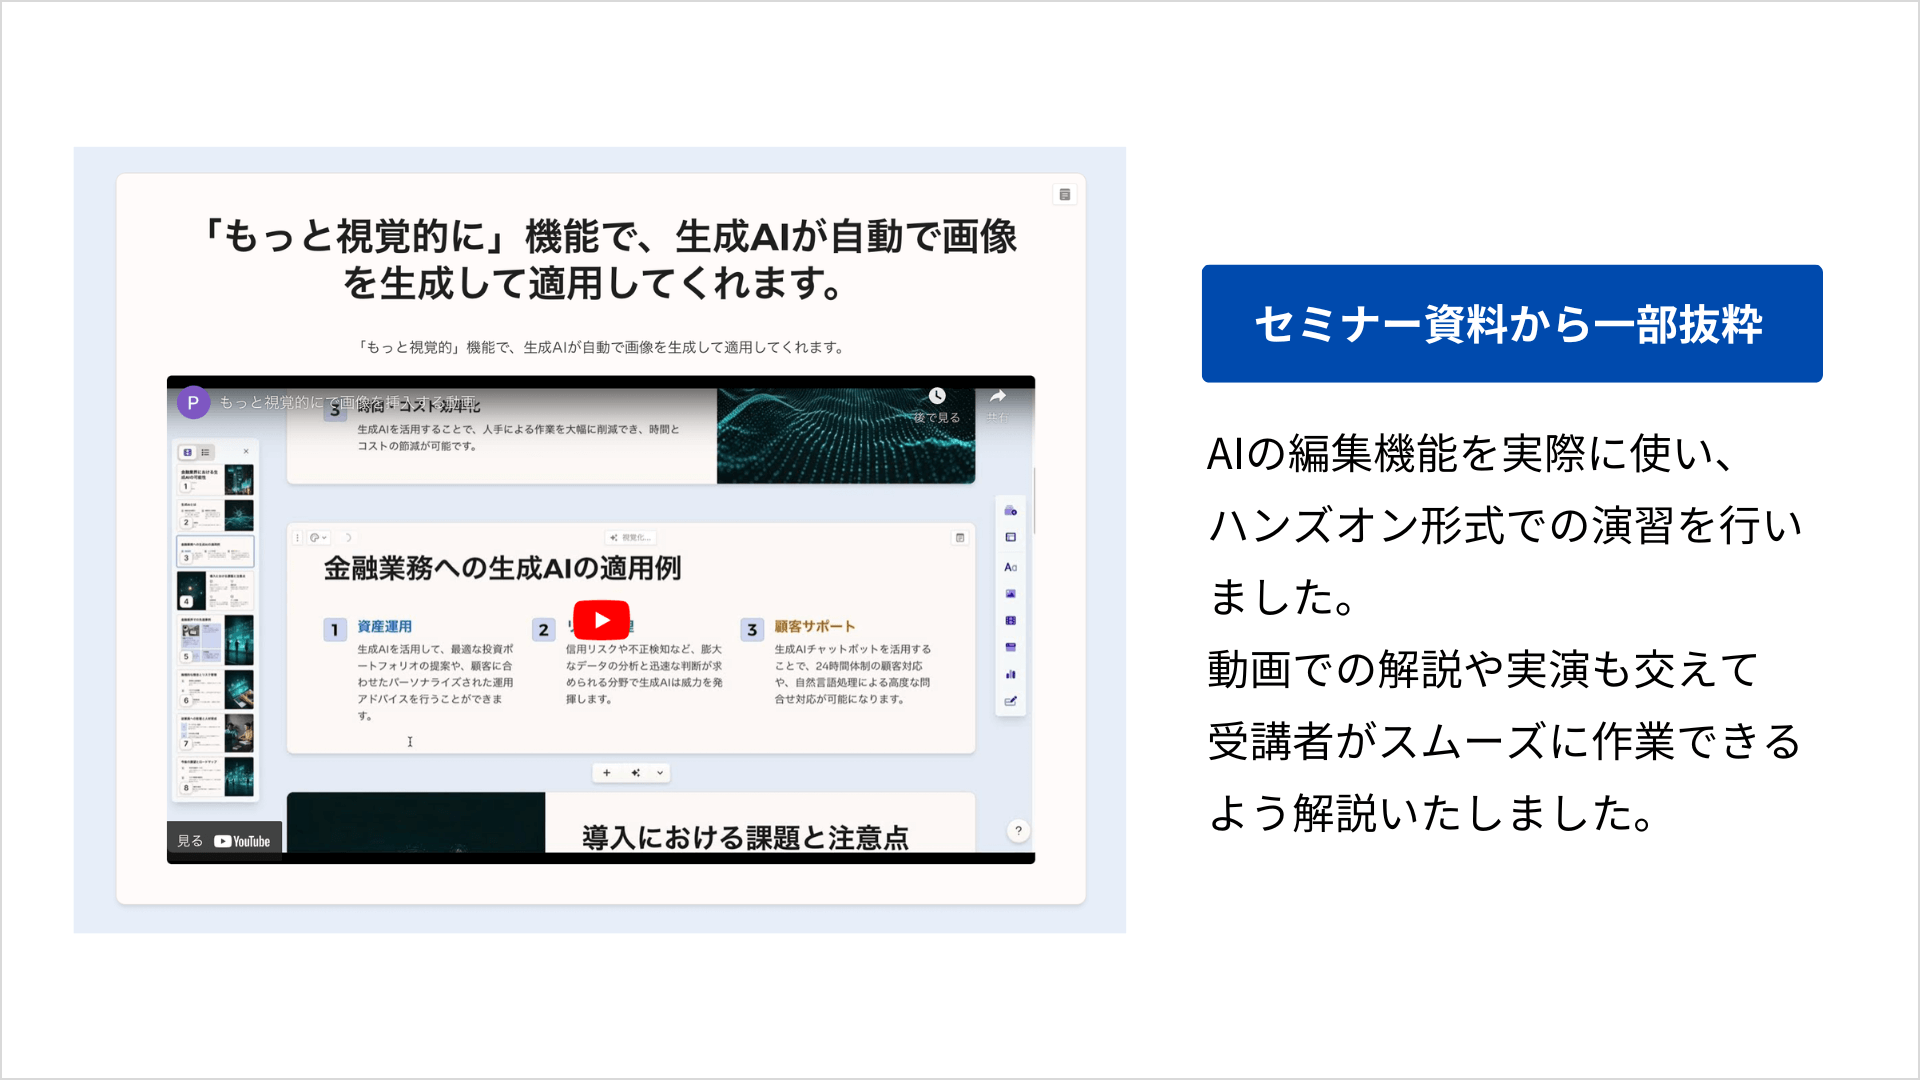 「もっと視覚的に」機能で、生成AIが自動で画像
を生成して適用してくれます。
「もっと視覚的」機能で、生成AIが自動で画像を生成して適用してくれます。
P
もっと視覚的にで画像を挿入する動画
後で見る
共有
3
時間・コスト効率化
生成AIを活用することで、人手による作業を大幅に削減でき、時間と
コストの節減が可能です。
1
2
3
4
5
6
7
8
視覚化...
金融業務への生成AIの適用例
1
資産運用
生成AIを活用して、最適な投資ポ
ートフォリオの提案や、顧客に合
わせたパーソナライズされた運用
アドバイスを行うことができま
す。
2
信用リスクや不正検知など、膨大
なデータの分析と迅速な判断が求
められる分野で生成AIは威力を発
揮します。
3
顧客サポート
生成AIチャットボットを活用する
ことで、24時間体制の顧客対応
や、自然言語処理による高度な問
合せ対応が可能になります。
Aa
導入における課題と注意点
?
見る
YouTube
セミナー資料から一部抜粋
AIの編集機能を実際に使い、
ハンズオン形式での演習を行い
ました。
動画での解説や実演も交えて
受講者がスムーズに作業できる
よう解説いたしました。